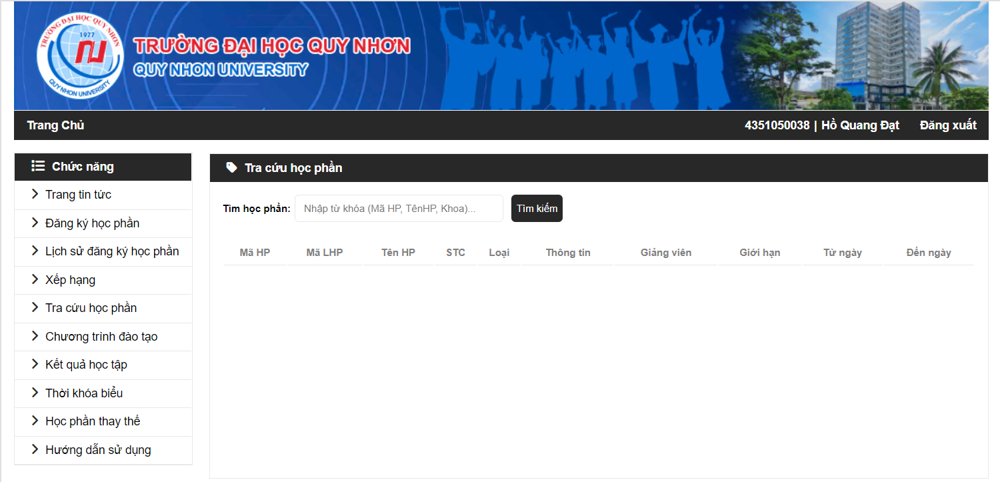 TRƯỜNG ĐẠI HỌC QUY NHƠN
1977
QUY NHON UNIVERSITY
TRƯỜNG ĐẠI HỌC QUY NHƠN
QUY NHON UNIVERSITY
Trang Chủ
4351050038 | Hồ Quang Đạt Đăng xuất
Chức năng
Trang tin tức
Đăng ký học phần
Lịch sử đăng ký học phần
Xếp hạng
Tra cứu học phần
Chương trình đào tạo
Kết quả học tập
Thời khóa biểu
Học phần thay thế
Hướng dẫn sử dụng
Tra cứu học phần
Tìm học phần: Nhập từ khóa (Mã HP, TênHP, Khoa)... Tìm kiếm
Mã HP Mã LHP Tên HP STC Loại Thông tin Giảng viên Giới hạn Từ ngày Đến ngày